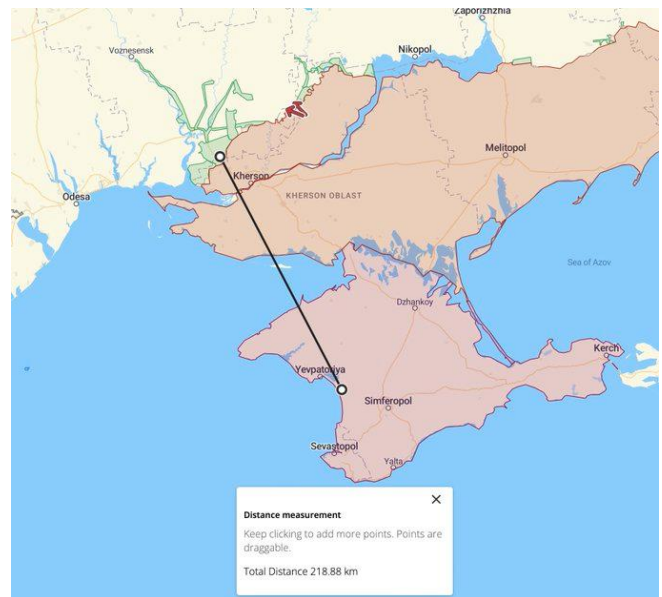 Zaporizhzhia
Voznesensk
Nikopol
Melitopol
Kherson
Odesa
KHERSON OBLAST
Sea of Azov
Dzhankoy
Kerch
Yevpatoriya
Simferopol
Sevastopol
Yalta
Distance measurement
Keep clicking to add more points. Points are
draggable.
Total Distance 218.88 km